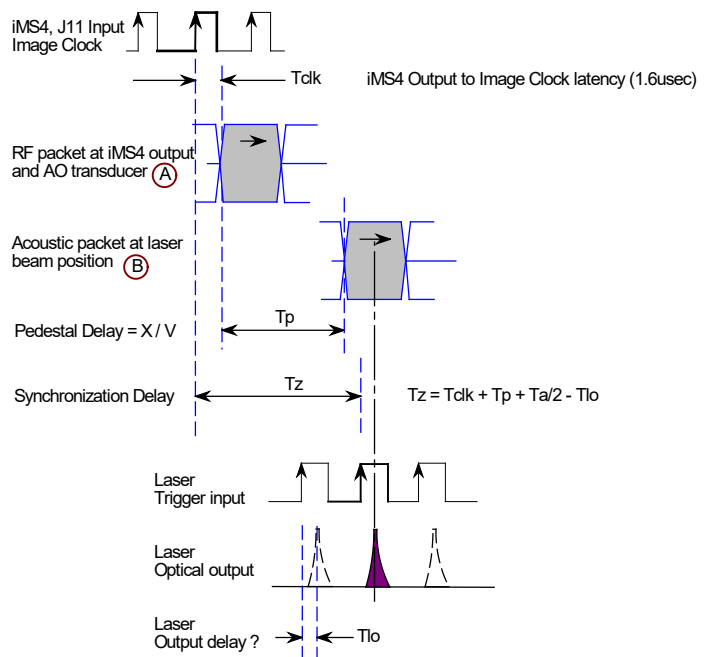 iMS4, J11 Input
Image Clock
Tclk
iMS4 Output to Image Clock latency (1.6usec)
RF packet at iMS4 output
and AO transducer A
Acoustic packet at laser
beam position B
Pedestal Delay = X / V
Tp
Synchronization Delay
Tz
Tz = Tclk + Tp + Ta/2 - Tlo
Laser
Trigger input
Laser
Optical output
Laser
Output delay ?
Tlo